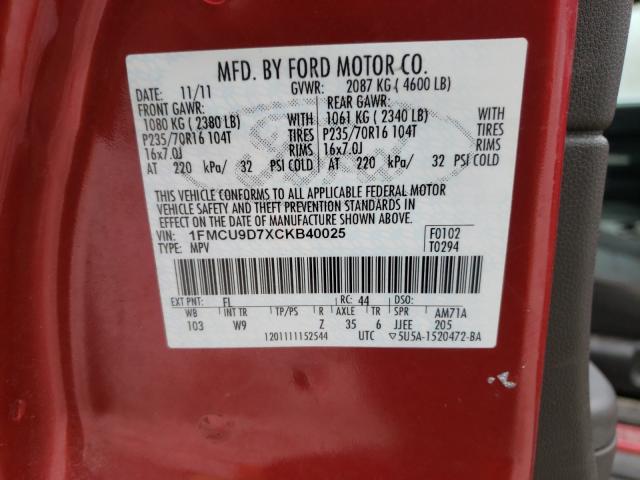 MFD. BY FORD MOTOR CO.
DATE: 11/11 GVWR: 2087 KG ( 4600 LB)
FRONT GAWR: REAR GAWR:
1080 KG ( 2380 LB) WITH 1061 KG ( 2340 LB) WITH
P235/70R16 104T TIRES P235/70R16 104T TIRES
16x7.0J RIMS 16x7.0J RIMS
AT 220 kPa/ 32 PSI COLD AT 220 kPa/ 32 PSI COLD
THIS VEHICLE CONFORMS TO ALL APPLICABLE FEDERAL MOTOR
VEHICLE SAFETY AND THEFT PREVENTION STANDARDS IN
EFFECT ON THE DATE OF MANUFACTURE SHOWN ABOVE.
VIN: 1FMCU9D7XCKB40025 F0102
TYPE: MPV T0294
EXT PNT: FL RC: 44 DSO:
WB INT TR TP/PS R AXLE TR SPR AM71A
103 W9 Z 35 6 JJEE 205
1201111152544 UTC ▽5U5A-1520472-BA